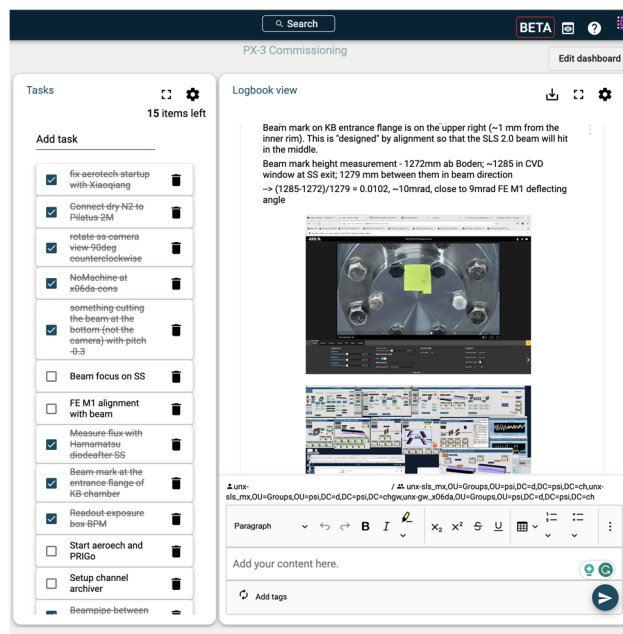 Search
BETA
PX-3 Commissioning
Edit dashboard
Tasks
15 items left
Add task
fix aerotech startup
with Xiaoqiang
Connect dry N2 to
Pilatus 2M
rotate ss camera
view 90deg
counterclockwise
NoMachine at
x06da cons
something cutting
the beam at the
bottom (not the
camera) with pitch
-0.3
Beam focus on SS
FE M1 alignment
with beam
Measure flux with
Hamamatsu
diodeafter SS
Beam mark at the
entrance flange of
KB chamber
Readout exposure
box BPM
Start aeroech and
PRIGo
Setup channel
archiver
Beampipe between
Logbook view
Beam mark on KB entrance flange is on the upper right (~1 mm from the
inner rim). This is "designed" by alignment so that the SLS 2.0 beam will hit
in the middle.
Beam mark height measurement - 1272mm ab Boden; ~1285 in CVD
window at SS exit; 1279 mm between them in beam direction
--> (1285-1272)/1279 = 0.0102, ~10mrad, close to 9mrad FE M1 deflecting
angle
unx- / unx-sls_mx,OU=Groups,OU=psi,DC=d,DC=psi,DC=ch,unx-
sls_mx,OU=Groups,OU=psi,DC=d,DC=psi,DC=chgw,unx-gw_x06da,OU=Groups,OU=psi,DC=d,DC=psi,DC=ch
Paragraph B I X2 X2 S U
Add your content here.
Add tags